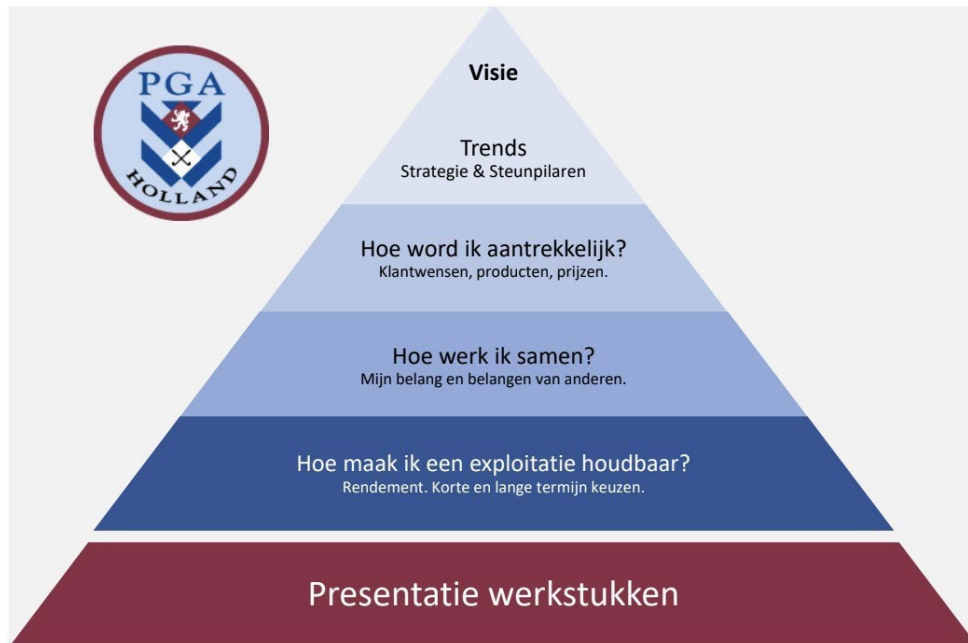 PGA
HOLLAND
Visie
Trends
Strategie & Steunpilaren
Hoe word ik aantrekkelijk?
Klantwensen, producten, prijzen.
Hoe werk ik samen?
Mijn belang en belangen van anderen.
Hoe maak ik een exploitatie houdbaar?
Rendement. Korte en lange termijn keuzen.
Presentatie werkstukken